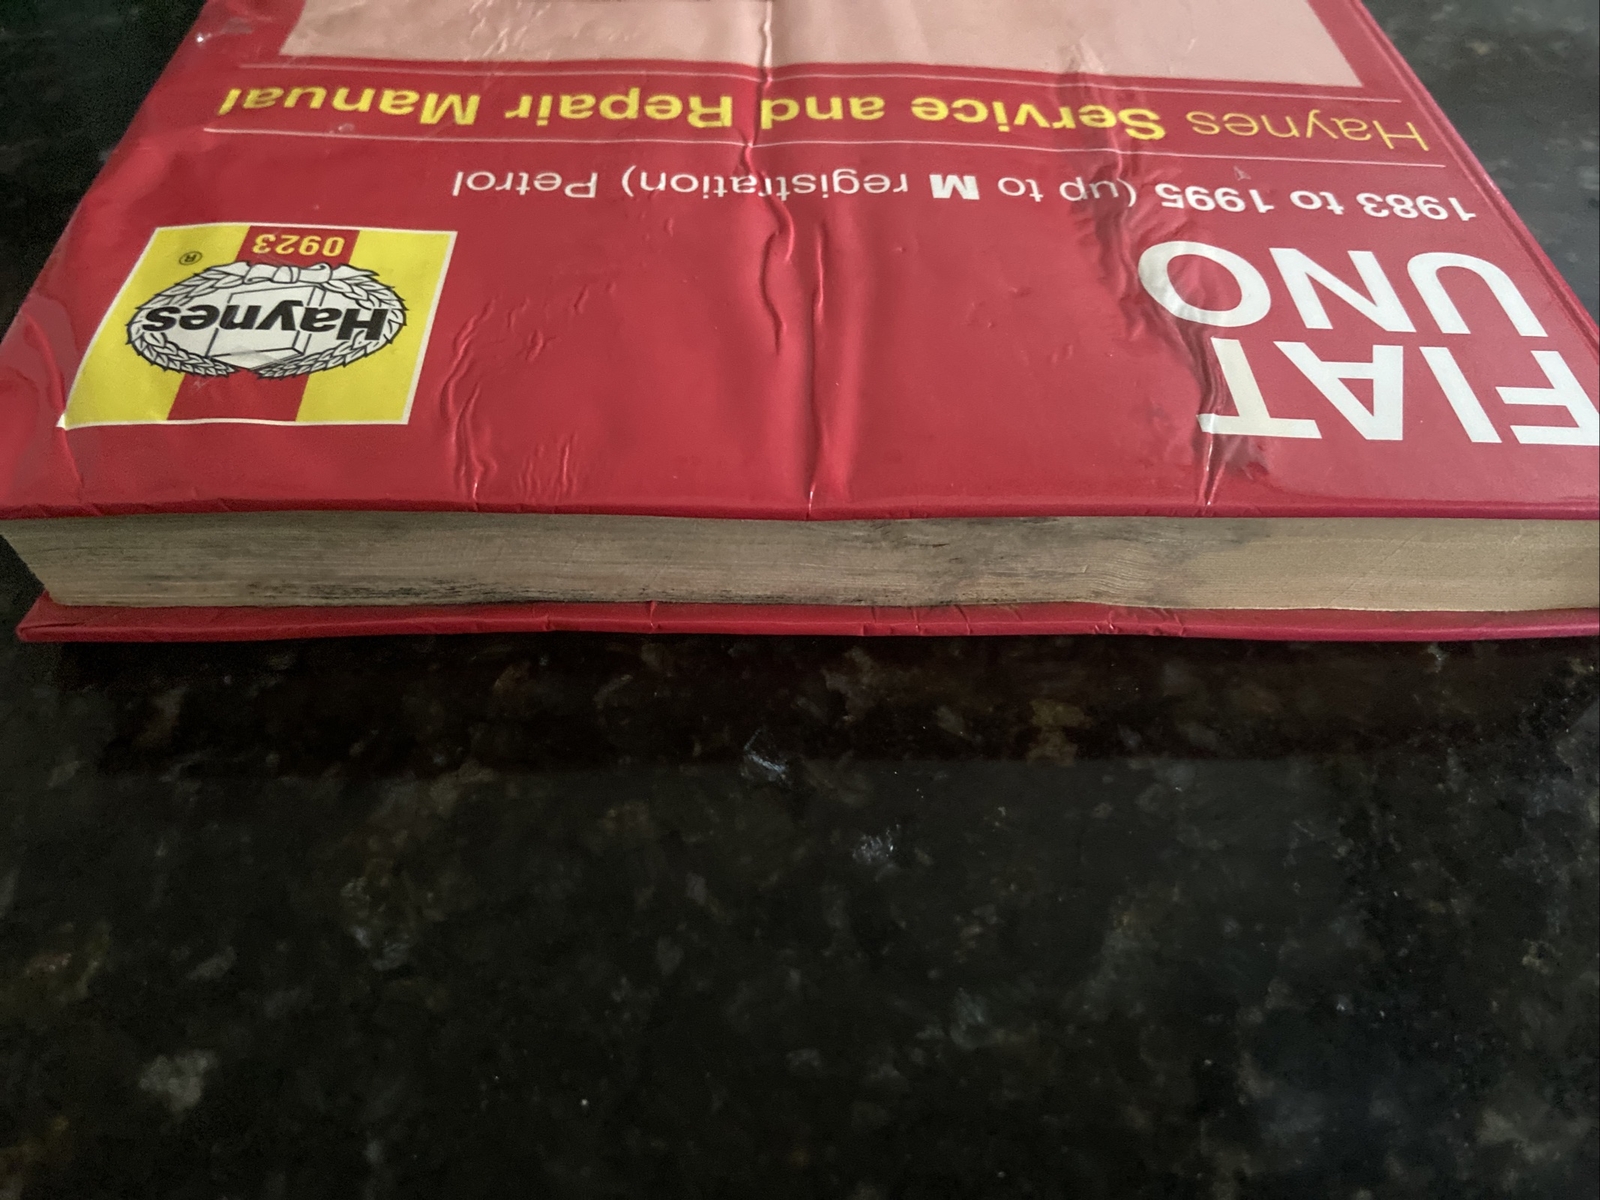 FIAT
UNO
1983 to 1995 (up to M registration) Petrol
Haynes Service and Repair Manual
Haynes
®
0923